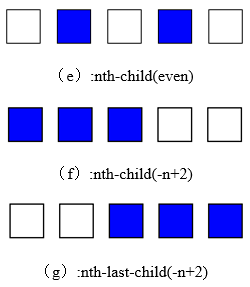 （e）:nth-child(even)
（f）:nth-child(-n+2)
（g）:nth-last-child(-n+2)